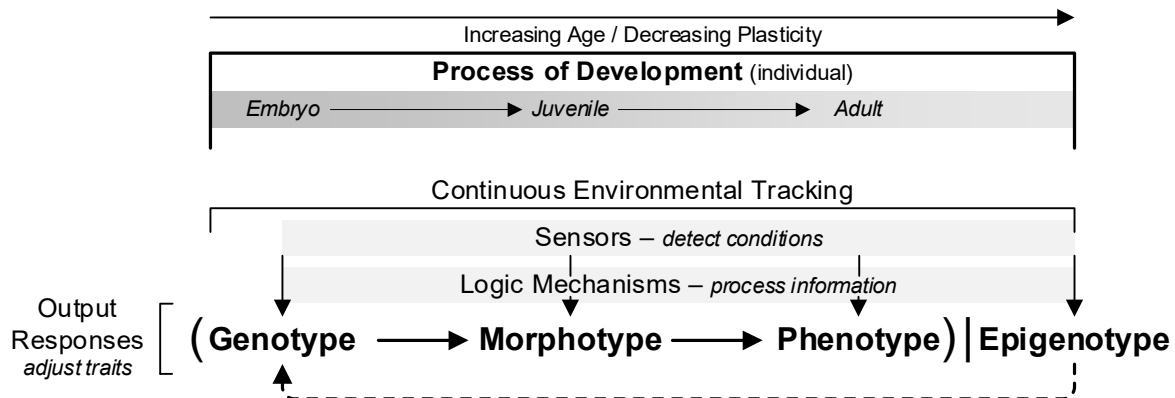 Increasing Age / Decreasing Plasticity
Process of Development (individual)
Embryo Juvenile Adult
Continuous Environmental Tracking
Sensors – detect conditions
Logic Mechanisms – process information
Output
Responses
adjust traits
(Genotype Morphotype Phenotype) | Epigenotype